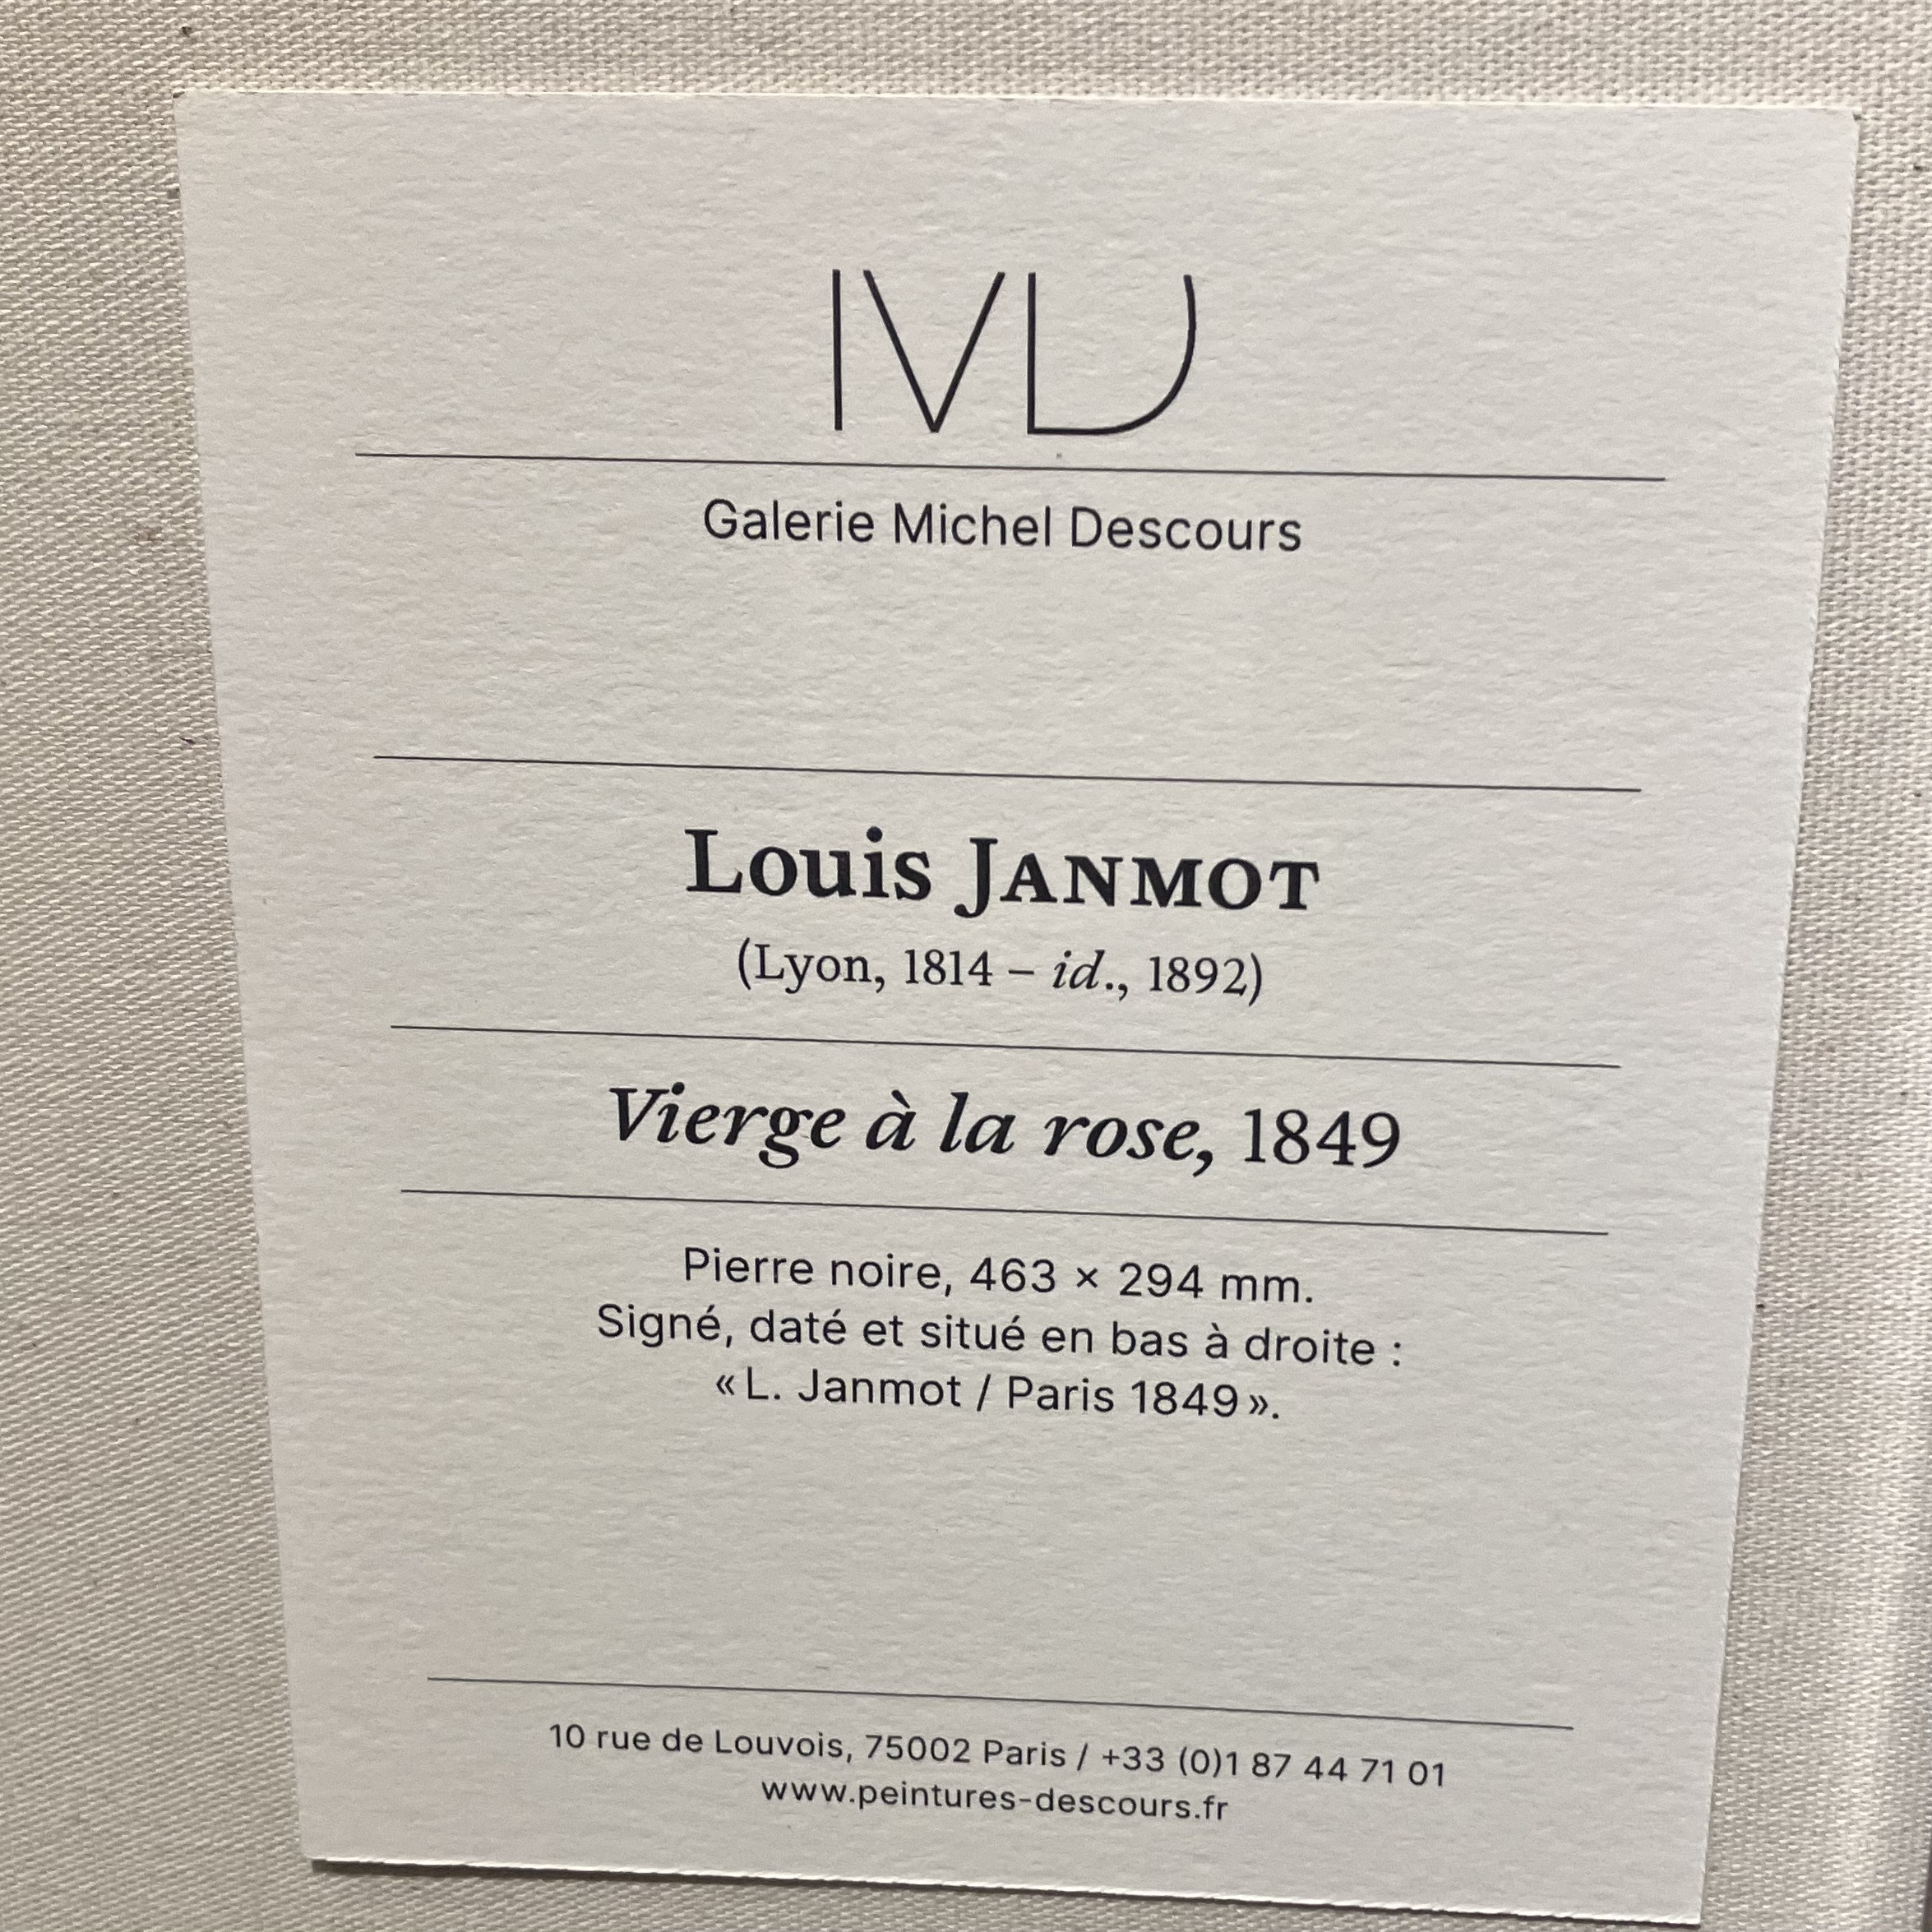 MD
Galerie Michel Descours
Louis JANMOT
(Lyon, 1814 – id., 1892)
Vierge à la rose, 1849
Pierre noire, 463 × 294 mm.
Signé, daté et situé en bas à droite :
« L. Janmot / Paris 1849 ».
10 rue de Louvois, 75002 Paris / +33 (0)1 87 44 71 01
www.peintures-descours.fr